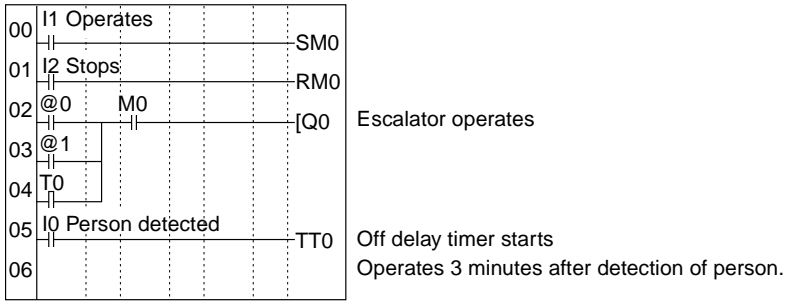 00 I1 Operates SM0
01 I2 Stops RM0
02 @0 M0 [Q0 Escalator operates
03 @1
04 T0
05 I0 Person detected TT0 Off delay timer starts
06 Operates 3 minutes after detection of person.